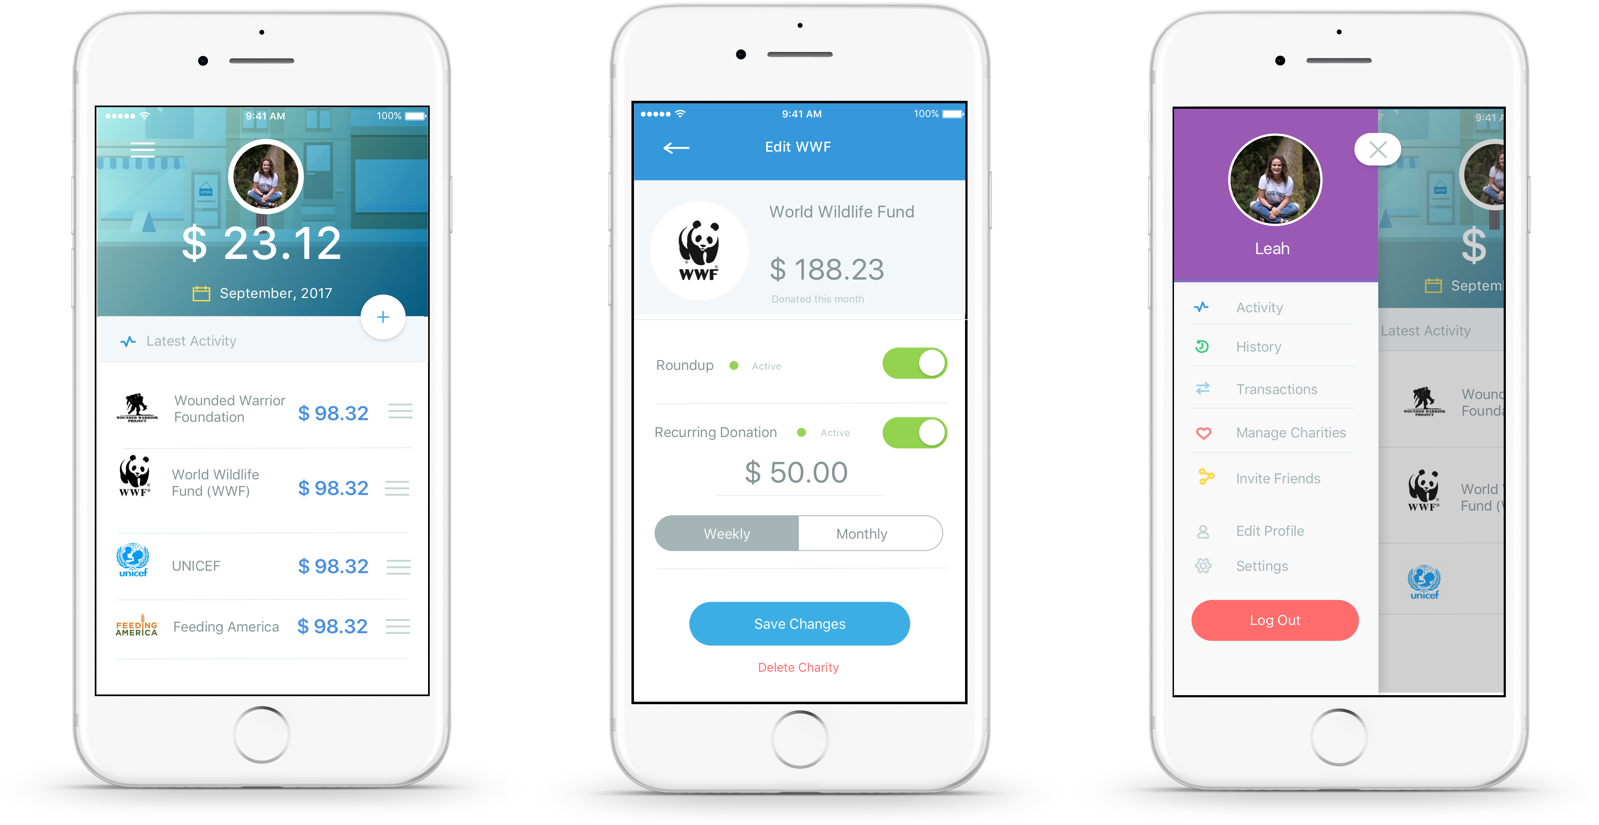 9:41 AM
100%
OPEN
$ 23.12
September, 2017
+
Latest Activity
WOUNDED WARRIOR
PROJECT
Wounded Warrior
Foundation
$ 98.32
WWF®
World Wildlife
Fund (WWF)
$ 98.32
unicef
UNICEF
$ 98.32
FEEDING
AMERICA
Feeding America
$ 98.32
9:41 AM
100%
Edit WWF
WWF
World Wildlife Fund
$ 188.23
Donated this month
Roundup
Active
Recurring Donation
Active
$ 50.00
Weekly
Monthly
Save Changes
Delete Charity
Leah
Activity
History
Transactions
Manage Charities
Invite Friends
Edit Profile
Settings
Log Out
9:41 A
OPEN
$
Septem
Latest Activity
WOUNDED WARRIOR
PROJECT
Wound
Founda
WWF®
World
Fund (
unicef